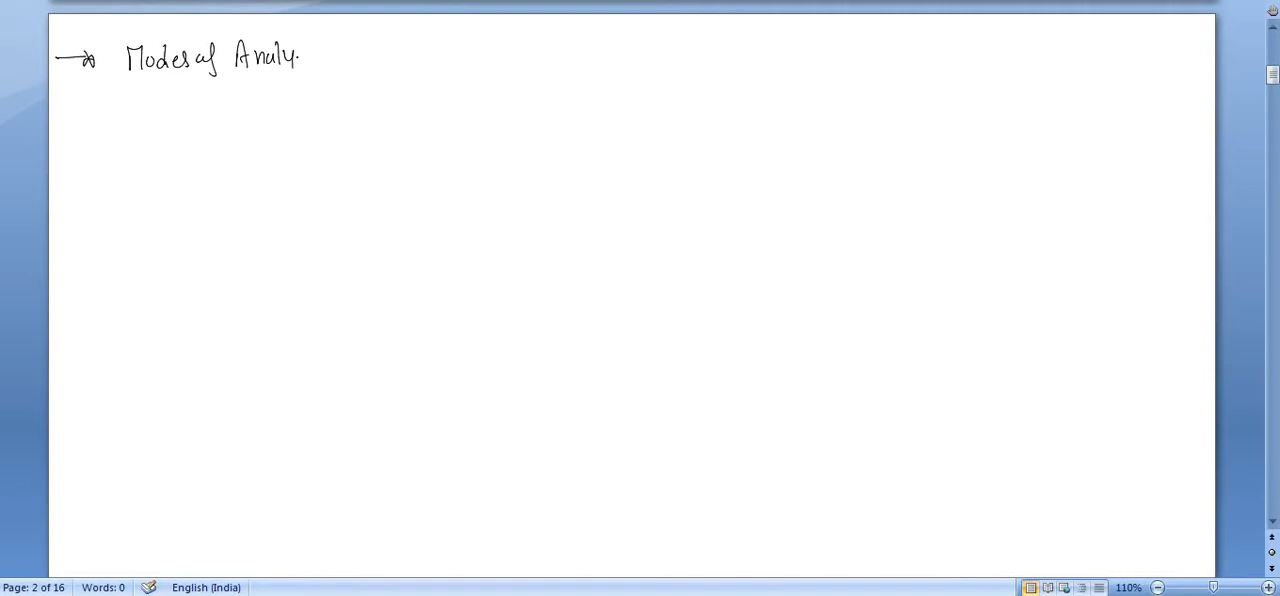 → Modes of Analy.
Page: 2 of 16 Words: 0 English (India) 110%